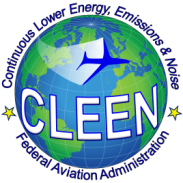 Continuous Lower Energy, Emissions & Noise
CLEEN
Federal Aviation Administration